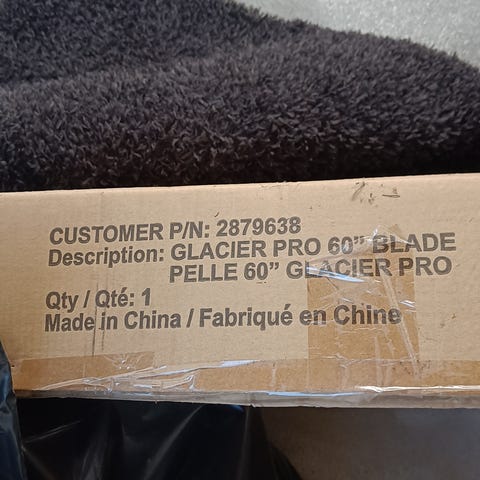 CUSTOMER P/N: 2879638
Description: GLACIER PRO 60” BLADE
PELLE 60” GLACIER PRO
Qty / Qté: 1
Made in China / Fabriqué en Chine